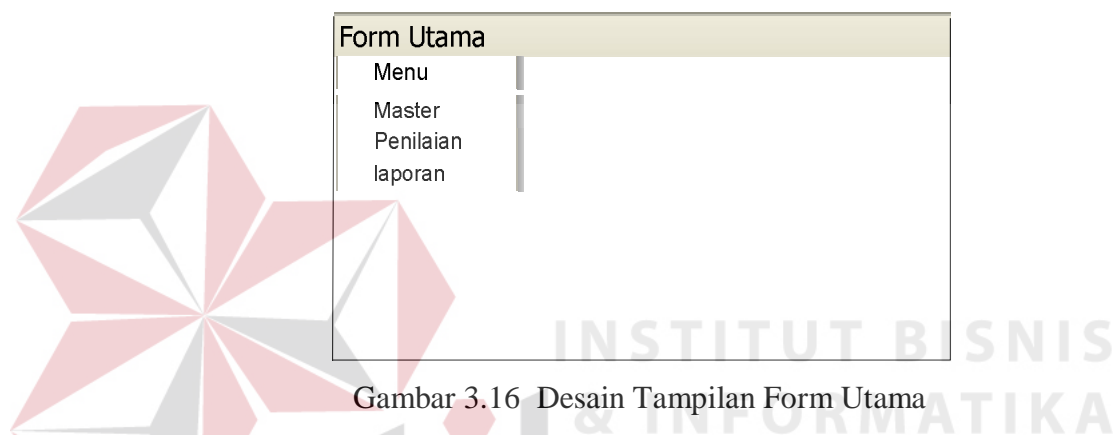 Form Utama
Menu
Master
Penilaian
laporan
INSTITUT BISNIS
Gambar 3.16 Desain Tampilan Form Utama
& INFORMATIKA